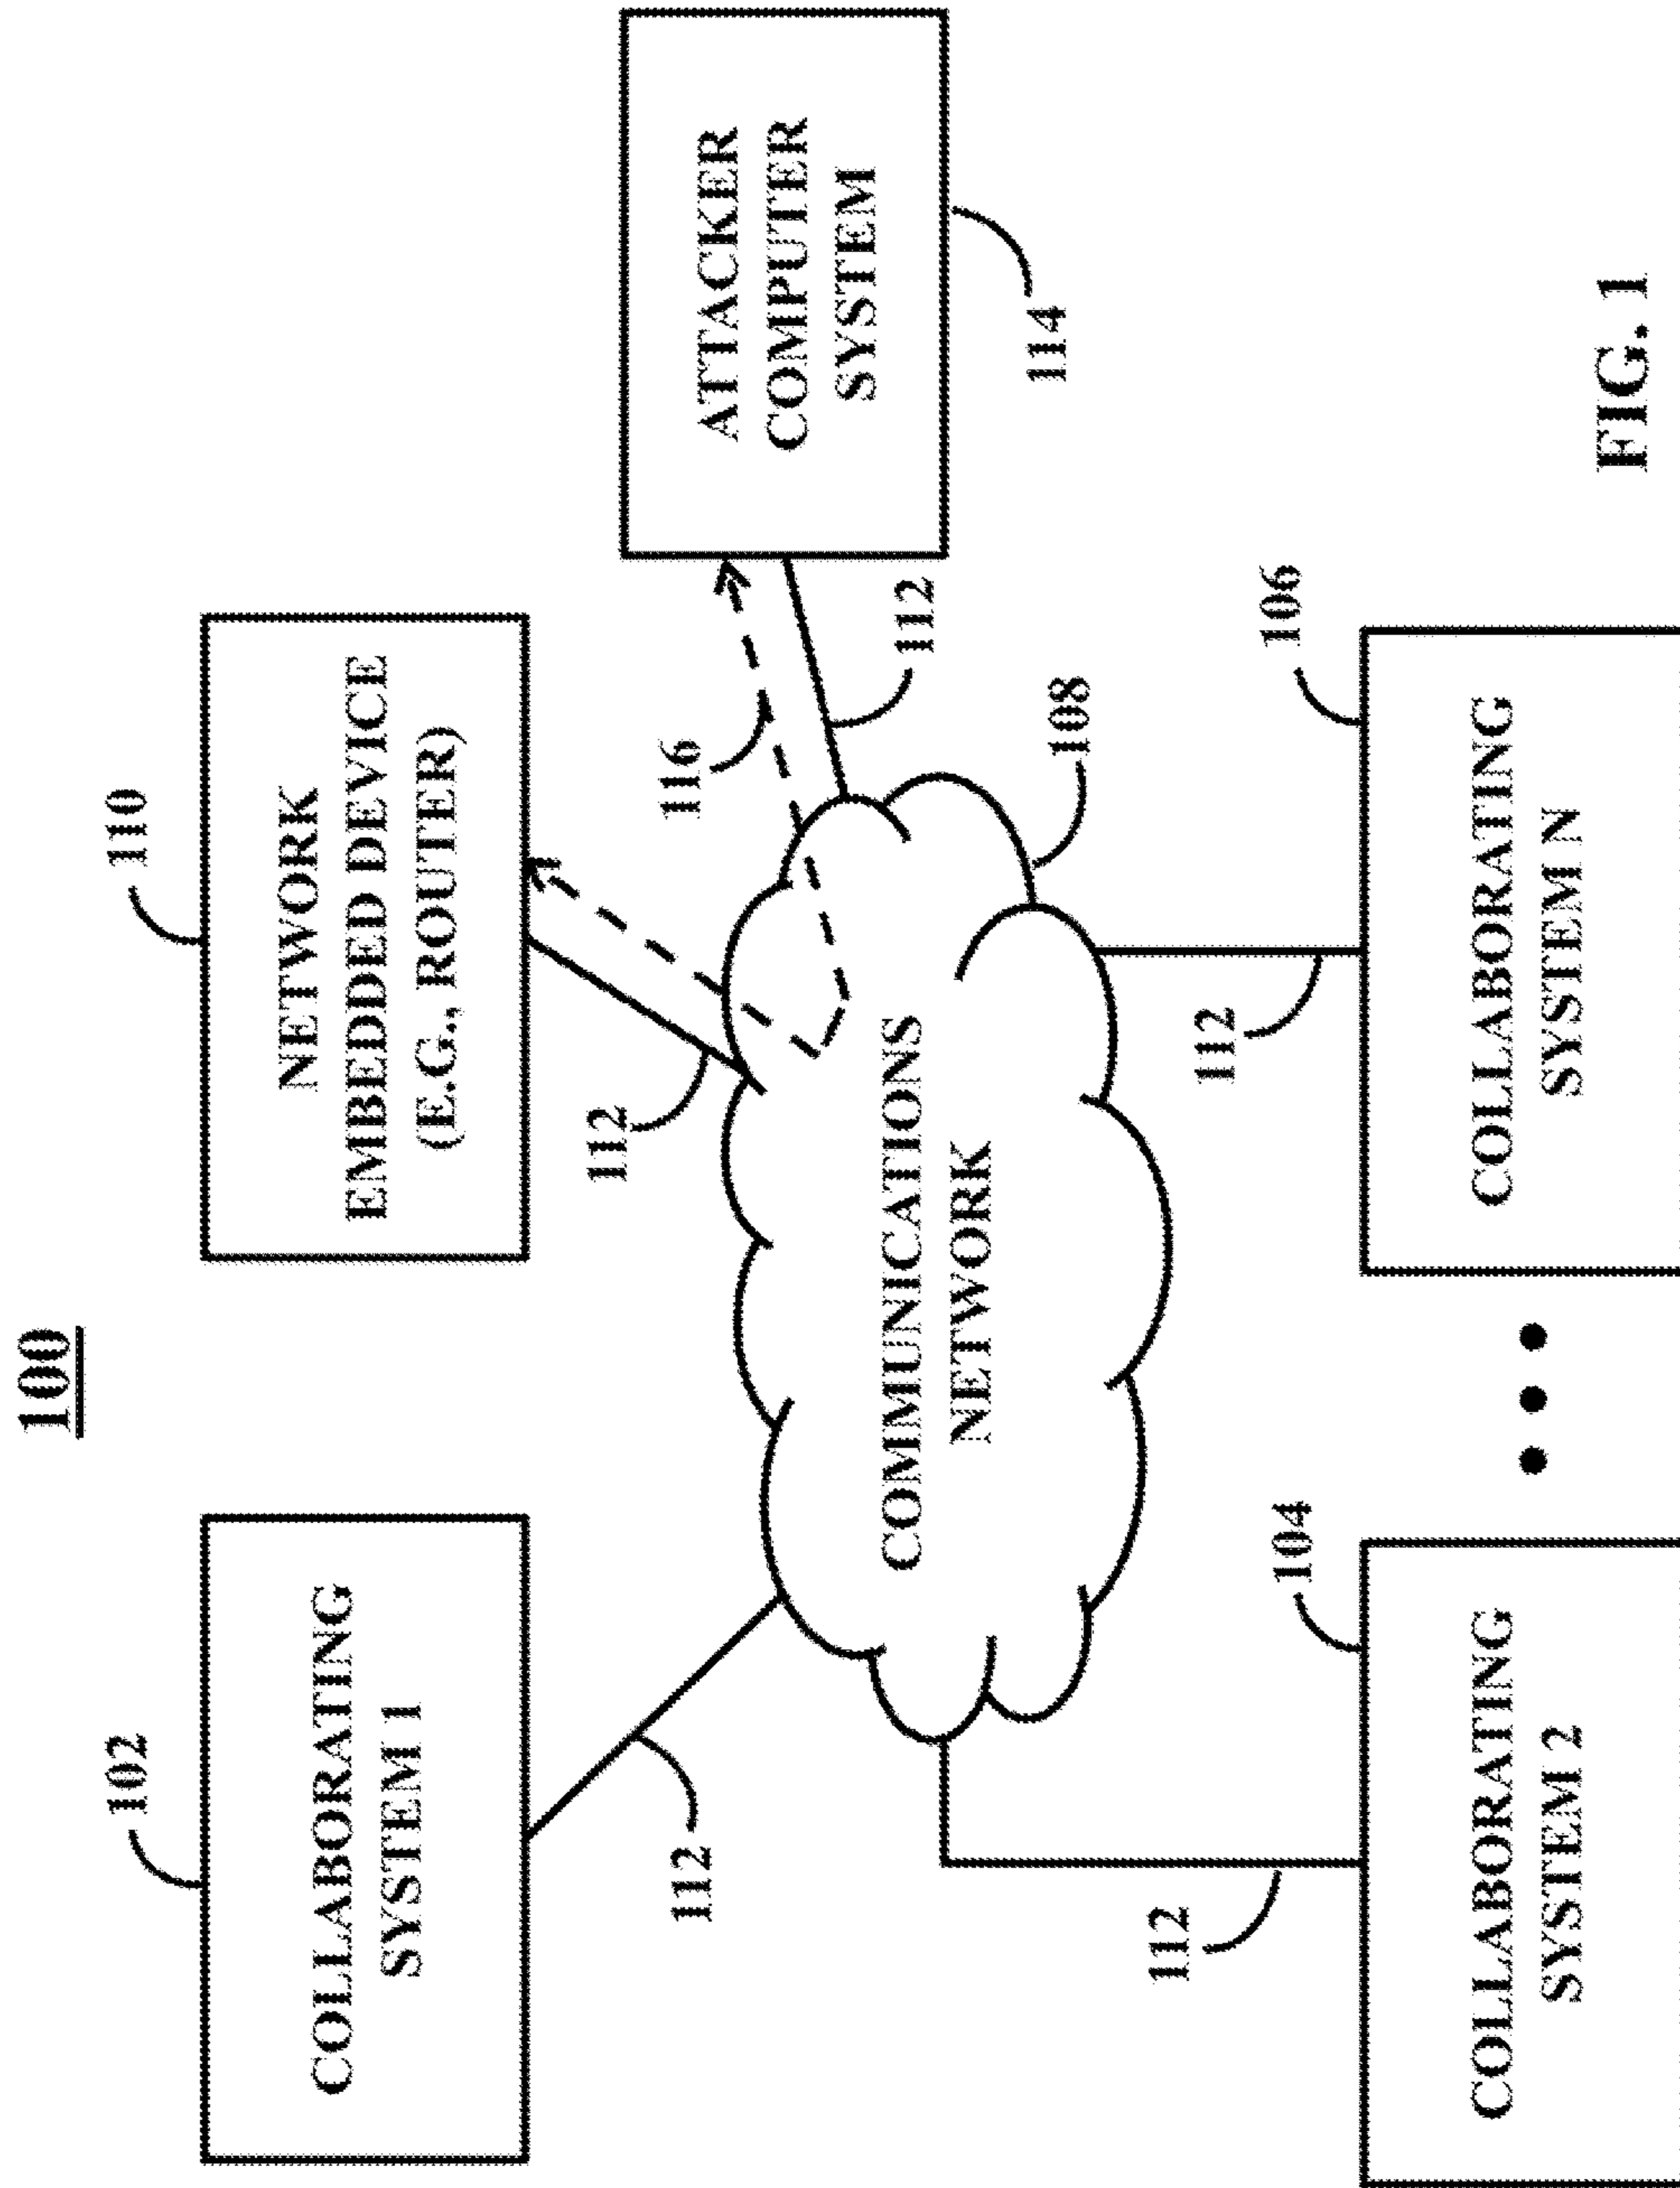 100
102
COLLABORATING
SYSTEM 1
110
NETWORK
EMBEDDED DEVICE
(E.G., ROUTER)
112
112
116
ATTACKER
COMPUTER
SYSTEM
114
112
COMMUNICATIONS
NETWORK
108
112
112
104
COLLABORATING
SYSTEM 2
106
COLLABORATING
SYSTEM N
FIG. 1